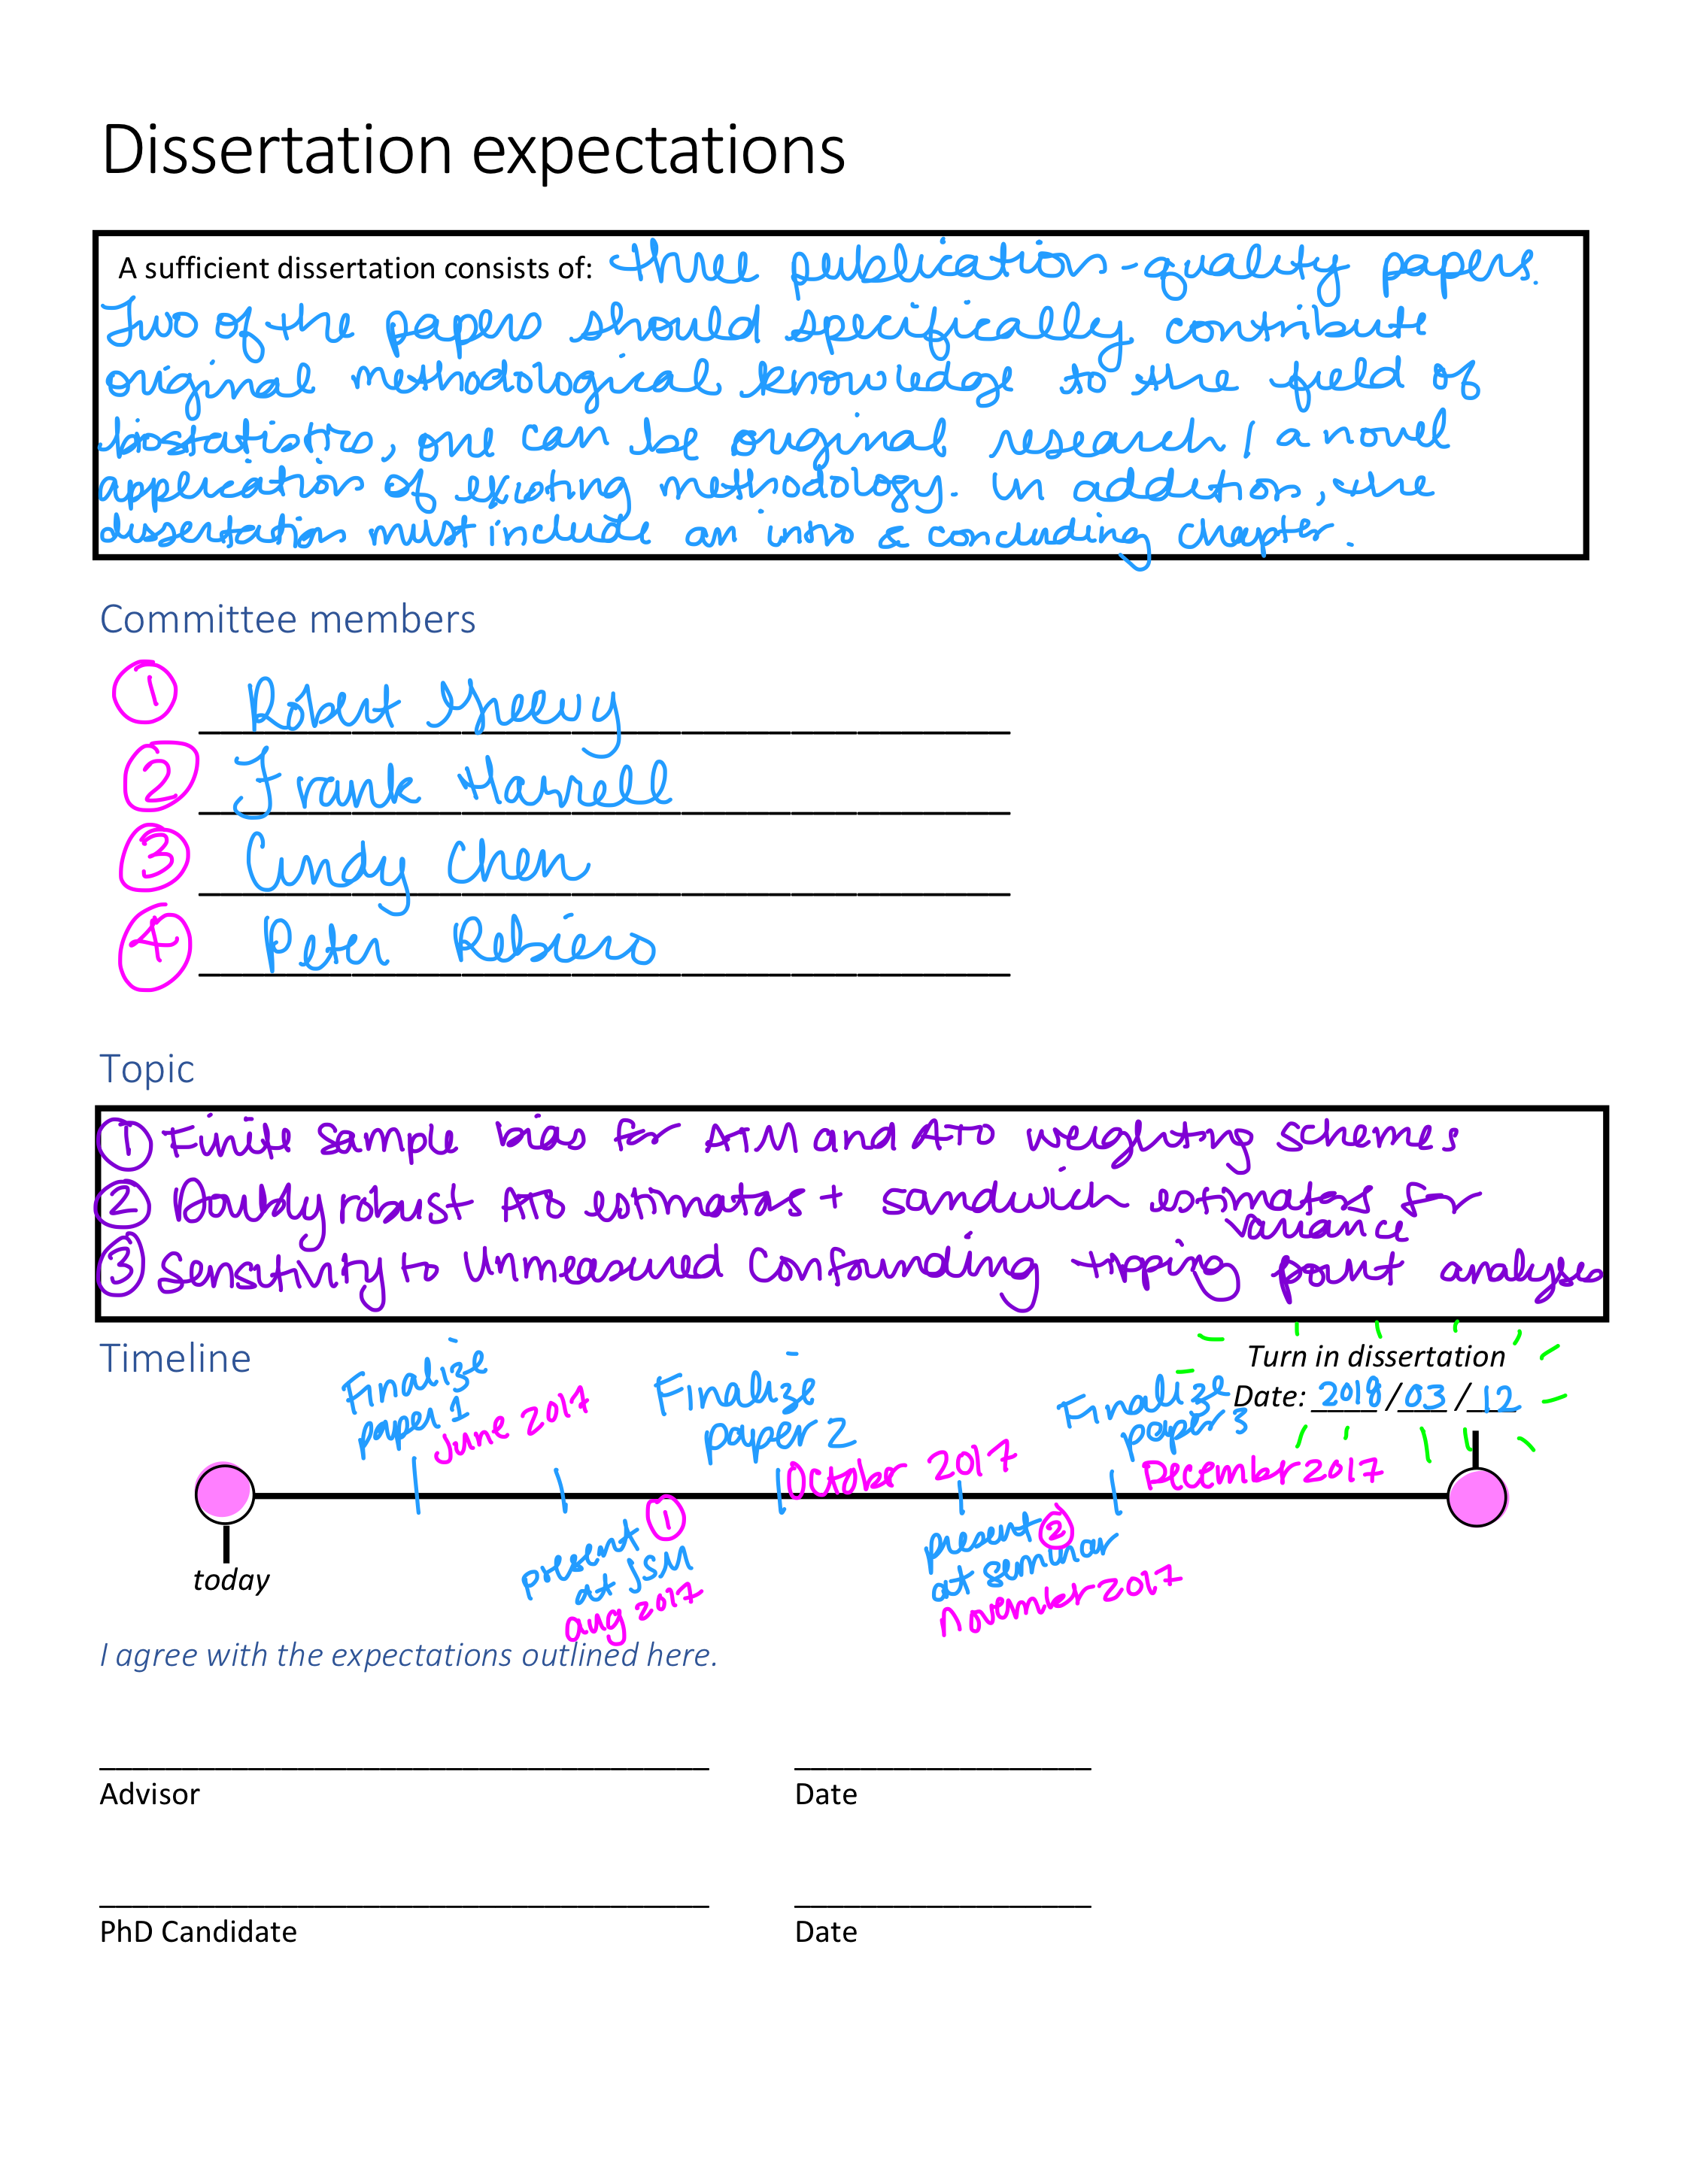 Dissertation expectations
A sufficient dissertation consists of: three publication-quality papers.
Two of the papers should specifically contribute
original methodological knowledge to the field of
biostatistics, one can be original research / a novel
application of existing methodology. In addition, the
dissertation must include an intro & concluding chapter.
Committee members
1 Robert Greevy
2 Frank Harrell
3 Cindy Chen
4 Peter Rebiero
Topic
1 Finite sample bias for ATM and ATO weighting schemes
2 Doubly robust ATO estimators + sandwich estimators for
variance
3 Sensitivity to unmeasured confounding tipping point analyses
Timeline
Turn in dissertation
Date: 2018/03/12
Finalize
paper 1
June 2017
Finalize
paper 2
October 2017
Finalize
paper 3
December 2017
today
present 1
at JSM
aug 2017
present 2
at seminar
november 2017
I agree with the expectations outlined here.
Advisor Date
PhD Candidate Date